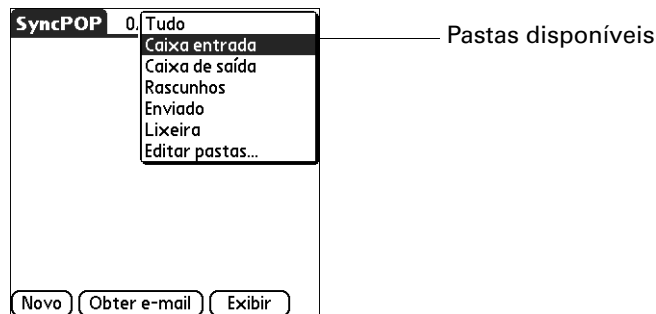 SyncPOP 0, Tudo
Caixa entrada
Pastas disponíveis
Caixa de saída
Rascunhos
Enviado
Lixeira
Editar pastas...
Novo Obter e-mail Exibir